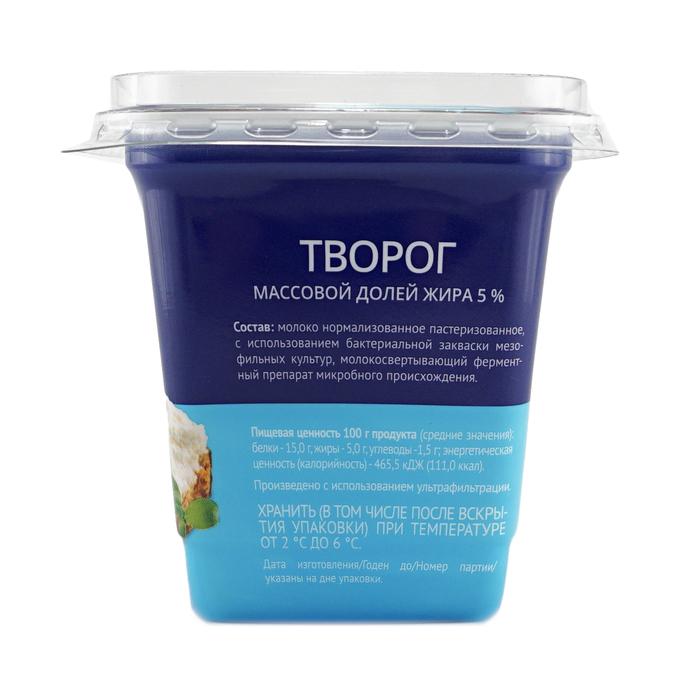 ТВОРОГ
МАССОВОЙ ДОЛЕЙ ЖИРА 5 %
Состав: молоко нормализованное пастеризованное,
с использованием бактериальной закваски мезо-
фильных культур, молокосвертывающий фермент-
ный препарат микробного происхождения.
Пищевая ценность 100 г продукта (средние значения):
белки - 15,0 г, жиры - 5,0 г, углеводы -1,5 г; энергетическая
ценность (калорийность) - 465,5 кДЖ (111,0 ккал).
Произведено с использованием ультрафильтрации.
ХРАНИТЬ (В ТОМ ЧИСЛЕ ПОСЛЕ ВСКРЫ-
ТИЯ УПАКОВКИ) ПРИ ТЕМПЕРАТУРЕ
ОТ 2 °С ДО 6 °С.
Дата изготовления/Годен до/Номер партии/
указаны на дне упаковки.